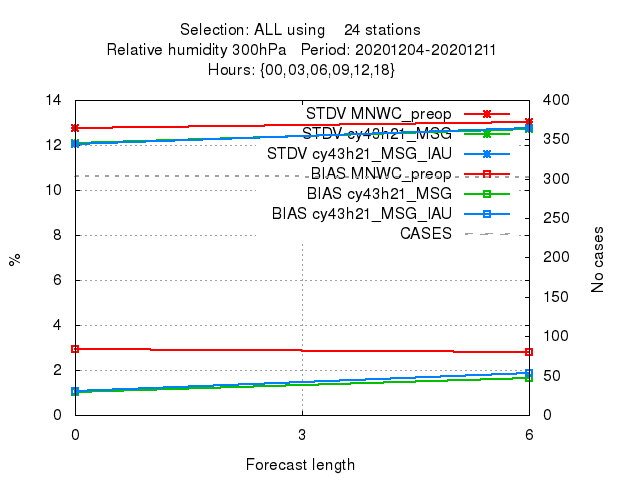 Selection: ALL using 24 stations
Relative humidity 300hPa Period: 20201204-20201211
Hours: {00,03,06,09,12,18}
STDV MNWC_preop
STDV cy43h21_MSG
STDV cy43h21_MSG_IAU
BIAS MNWC_preop
BIAS cy43h21_MSG
BIAS cy43h21_MSG_IAU
CASES
14
12
10
8
6
4
2
0
%
400
350
300
250
200
150
100
50
0
No cases
0 3 6
Forecast length